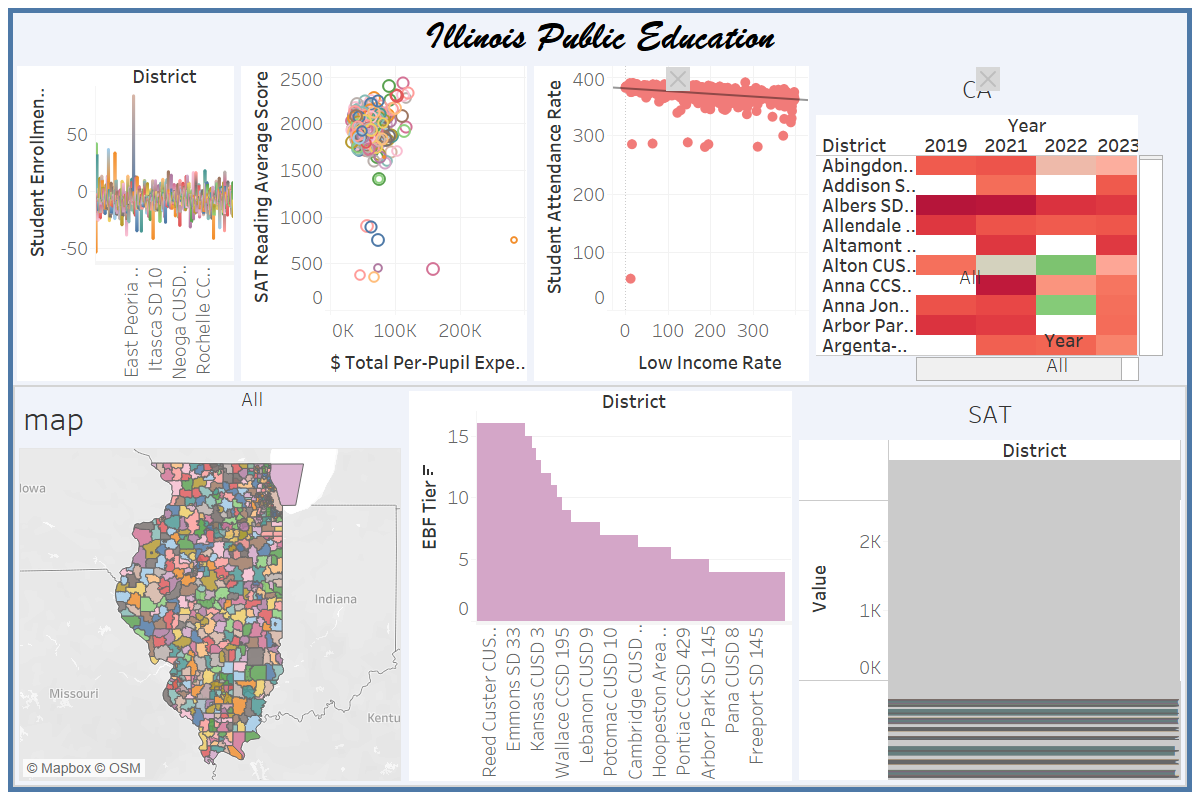 Illinois Public Education
District
Student Enrollmen..
50
0
-50
East Peoria ..
Itasca SD 10
Neoga CUSD ..
Rochelle CC..
SAT Reading Average Score
2500
2000
1500
1000
500
0
0K
100K
200K
$ Total Per-Pupil Expe..
Student Attendance Rate
400
300
200
100
0
0
100
200
300
Low Income Rate
CA
Year
District 2019 2021 2022 2023
Abingdon..
Addison S..
Albers SD..
Allendale ..
Altamont ..
Alton CUS..
All
Anna CCS..
Anna Jon..
Arbor Par..
Argenta-..
Year
All
All
map
Iowa
Indiana
Missouri
Kentu
© Mapbox © OSM
District
EBF Tier
15
10
5
0
Reed Custer CUS..
Emmons SD 33
Kansas CUSD 3
Wallace CCSD 195
Lebanon CUSD 9
Potomac CUSD 10
Cambridge CUSD ..
Hoopeston Area ..
Pontiac CCSD 429
Arbor Park SD 145
Pana CUSD 8
Freeport SD 145
SAT
District
Value
2K
1K
0K